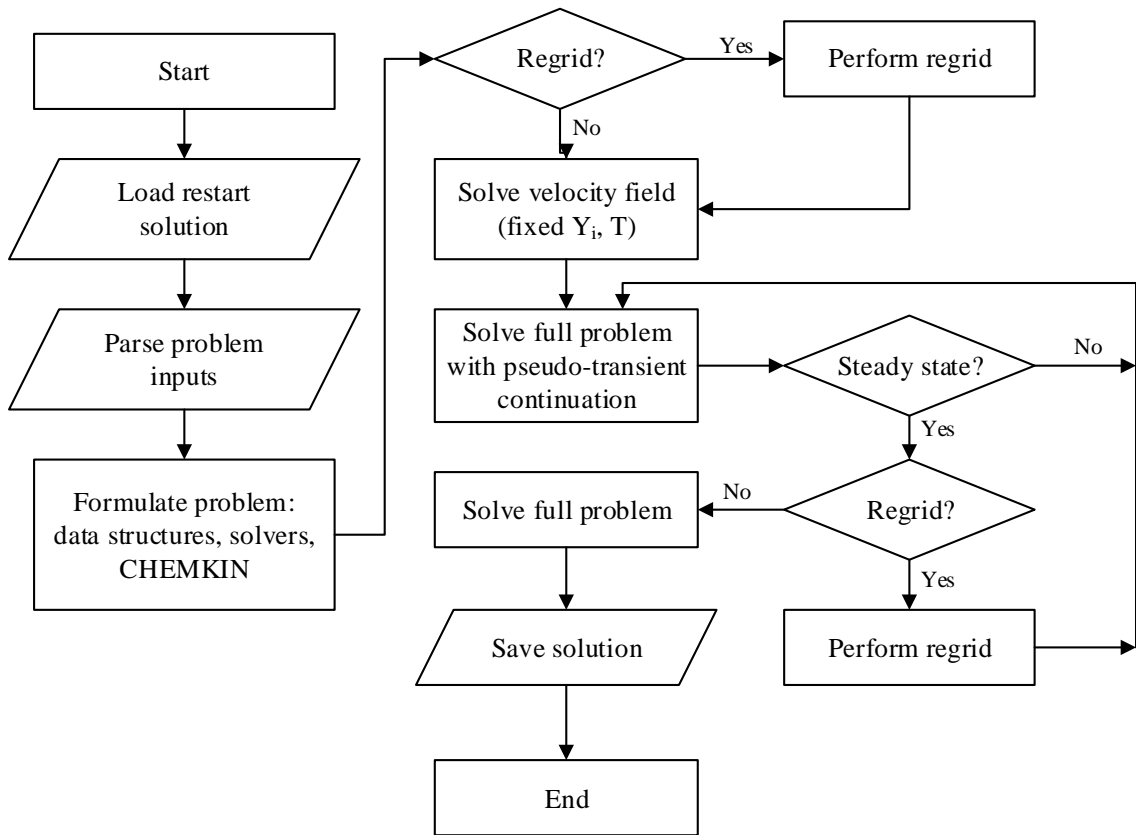 Start
Load restart
solution
Parse problem
inputs
Formulate problem:
data structures, solvers,
CHEMKIN
Regrid?
Yes
Perform regrid
No
Solve velocity field
(fixed Yi, T)
Solve full problem
with pseudo-transient
continuation
Steady state?
No
Yes
Regrid?
No
Solve full problem
Yes
Perform regrid
Save solution
End